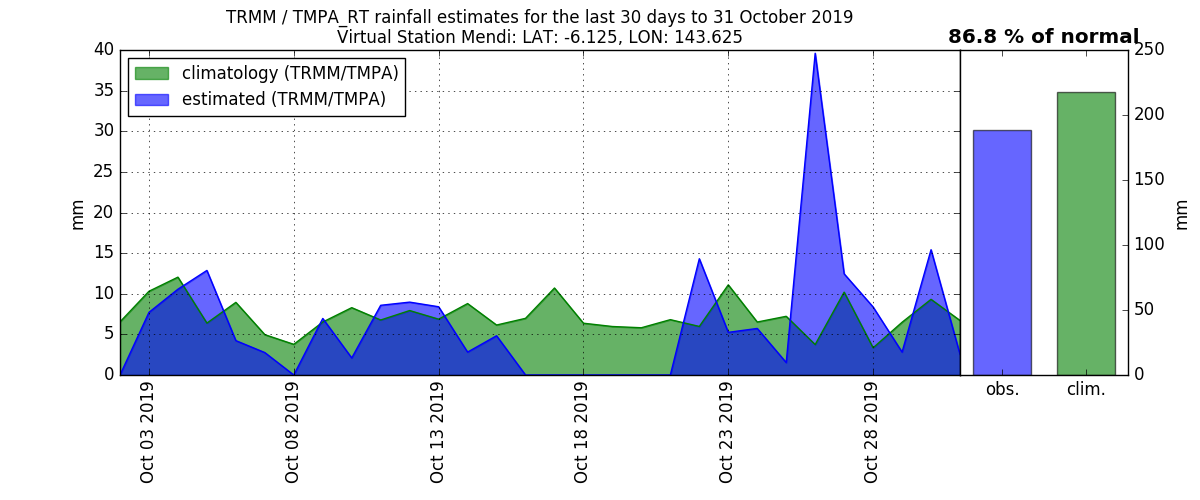 TRMM / TMPA_RT rainfall estimates for the last 30 days to 31 October 2019
Virtual Station Mendi: LAT: -6.125, LON: 143.625
86.8 % of normal
climatology (TRMM/TMPA)
estimated (TRMM/TMPA)
mm
40
35
30
25
20
15
10
5
0
Oct 03 2019
Oct 08 2019
Oct 13 2019
Oct 18 2019
Oct 23 2019
Oct 28 2019
obs.
clim.
250
200
150
100
50
0
mm